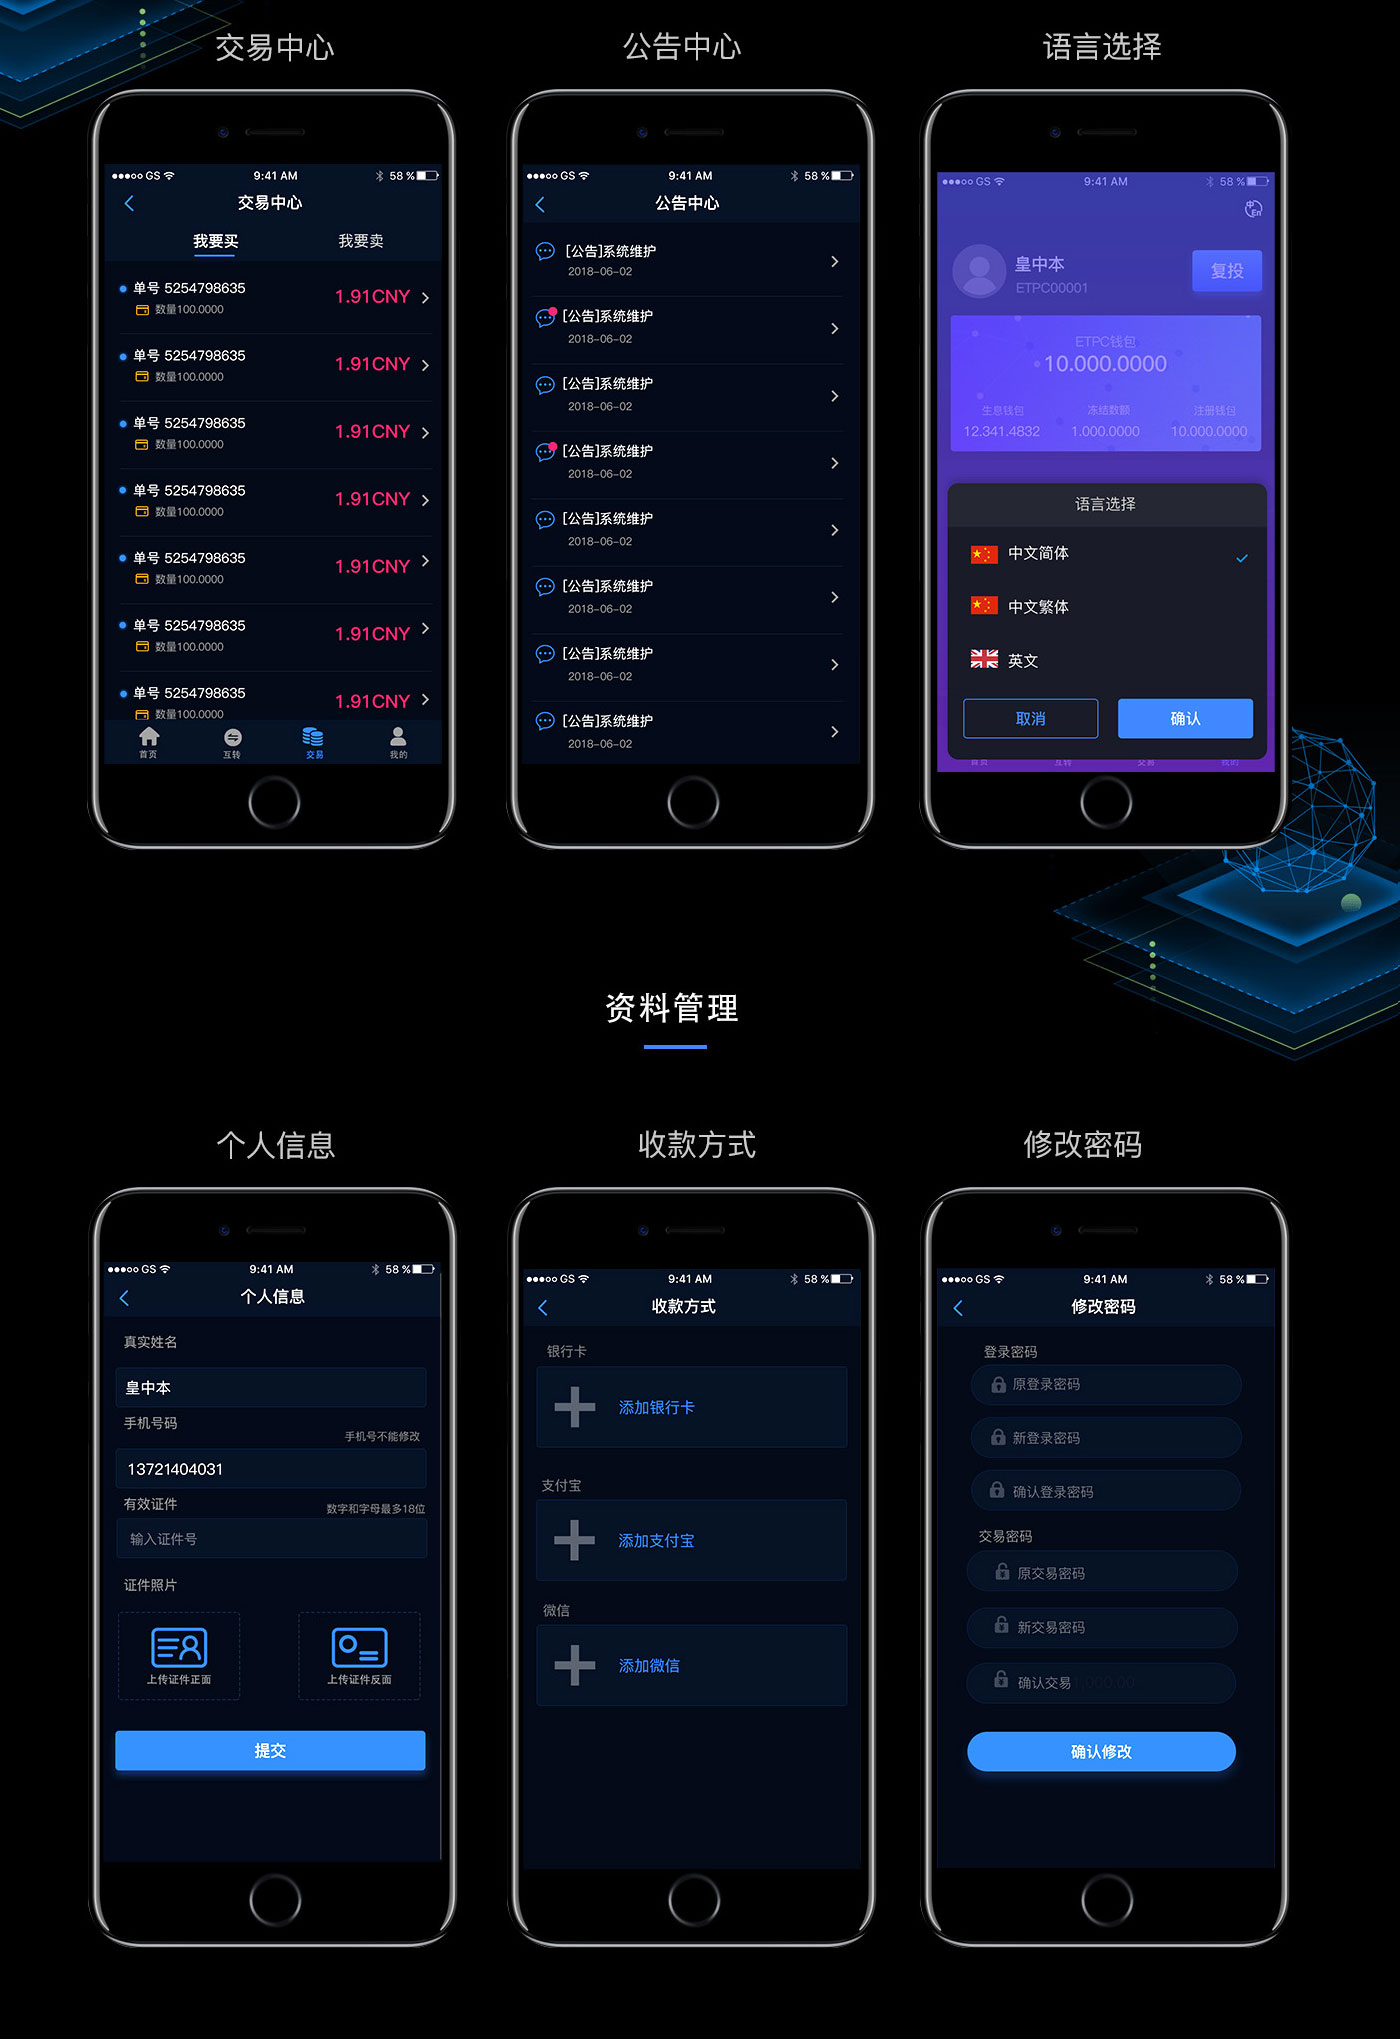 交易中心
公告中心
语言选择
●●●○○ GS 9:41 AM 58 %
交易中心
我要买 我要卖
单号 5254798635
数量100.0000
1.91CNY
单号 5254798635
数量100.0000
1.91CNY
单号 5254798635
数量100.0000
1.91CNY
单号 5254798635
数量100.0000
1.91CNY
单号 5254798635
数量100.0000
1.91CNY
单号 5254798635
数量100.0000
1.91CNY
单号 5254798635
数量100.0000
1.91CNY
首页 互转 交易 我的
●●●○○ GS 9:41 AM 58 %
公告中心
[公告]系统维护
2018-06-02
[公告]系统维护
2018-06-02
[公告]系统维护
2018-06-02
[公告]系统维护
2018-06-02
[公告]系统维护
2018-06-02
[公告]系统维护
2018-06-02
[公告]系统维护
2018-06-02
[公告]系统维护
2018-06-02
●●●○○ GS 9:41 AM 58 %
中 En
皇中本
ETPC00001
复投
ETPC钱包
10.000.0000
生息钱包 冻结数额 注册钱包
12.341.4832 1.000.0000 10.000.0000
语言选择
中文简体
中文繁体
英文
取消 确认
首页 互转 交易 我的
资料管理
个人信息
收款方式
修改密码
●●●○○ GS 9:41 AM 58 %
个人信息
真实姓名
皇中本
手机号码
手机号不能修改
13721404031
有效证件
数字和字母最多18位
输入证件号
证件照片
上传证件正面 上传证件反面
提交
●●●○○ GS 9:41 AM 58 %
收款方式
银行卡
添加银行卡
支付宝
添加支付宝
微信
添加微信
●●●○○ GS 9:41 AM 58 %
修改密码
登录密码
原登录密码
新登录密码
确认登录密码
交易密码
原交易密码
新交易密码
确认交易
确认修改